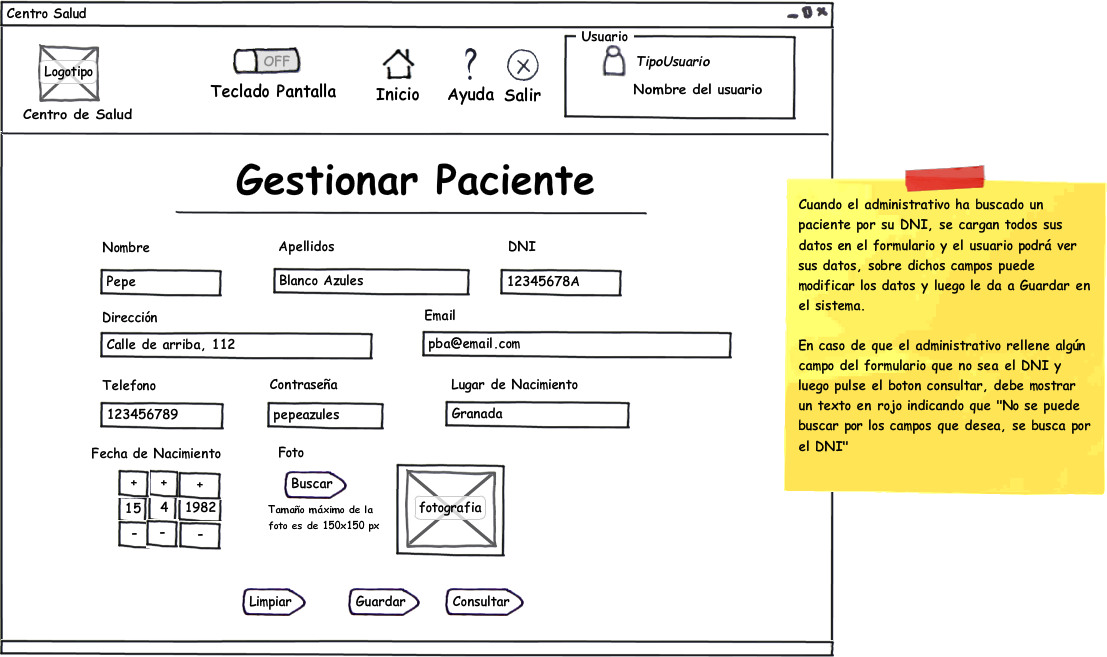 Centro Salud
Logotipo
Centro de Salud
OFF
Teclado Pantalla
Inicio
?
Ayuda
Salir
Usuario
TipoUsuario
Nombre del usuario
Gestionar Paciente
Nombre
Apellidos
DNI
Pepe
Blanco Azules
12345678A
Dirección
Email
Calle de arriba, 112
pba@email.com
Telefono
Contraseña
Lugar de Nacimiento
123456789
pepeazules
Granada
Fecha de Nacimiento
Foto
+ + +
15 4 1982
- - -
Buscar
Tamaño máximo de la
foto es de 150x150 px
fotografia
Limpiar
Guardar
Consultar
Cuando el administrativo ha buscado un
paciente por su DNI, se cargan todos sus
datos en el formulario y el usuario podrá ver
sus datos, sobre dichos campos puede
modificar los datos y luego le da a Guardar en
el sistema.
En caso de que el administrativo rellene algún
campo del formulario que no sea el DNI y
luego pulse el boton consultar, debe mostrar
un texto en rojo indicando que "No se puede
buscar por los campos que desea, se busca por
el DNI"